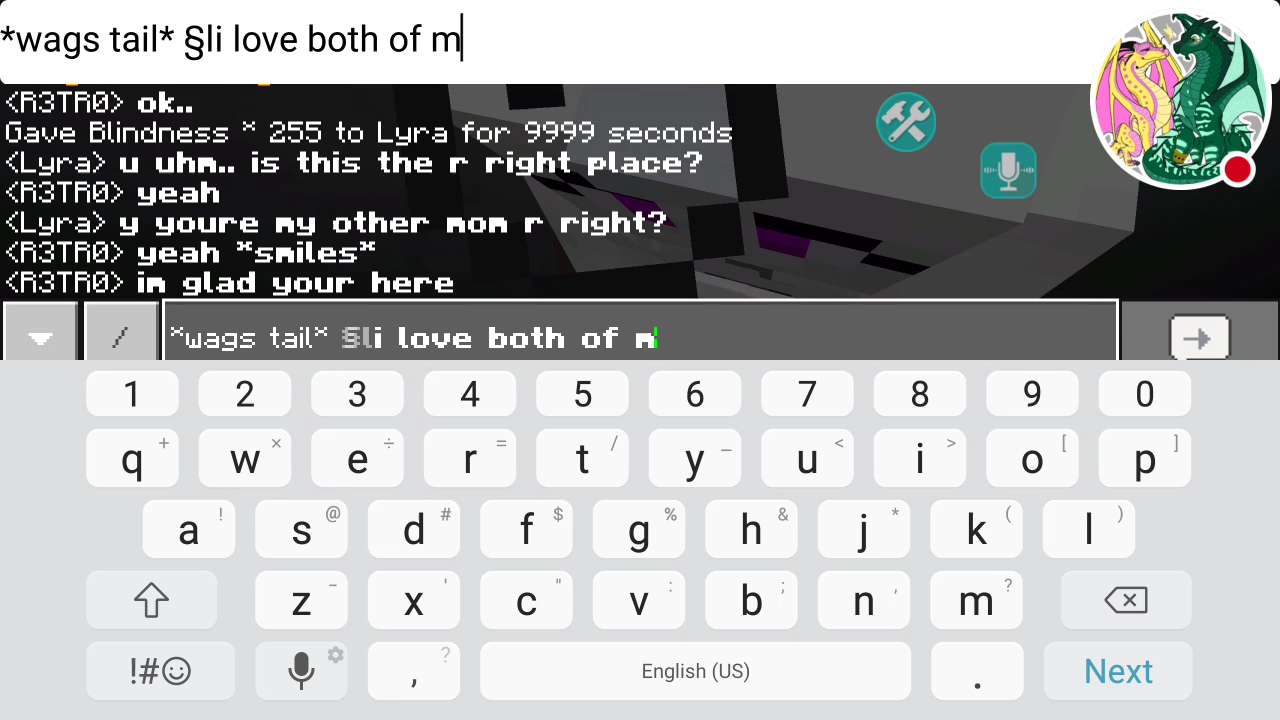 *wags tail* §li love both of m
<R3TR0> ok..
Gave Blindness * 255 to Lyra for 9999 seconds
<Lyra> u uhm.. is this the r right place?
<R3TR0> yeah
<Lyra> y youre my other mom r right?
<R3TR0> yeah *smiles*
<R3TR0> im glad your here
/ *wags tail* §li love both of m
1 2 3 4 5 6 7 8 9 0
q + w × e ÷ r = t / y _ u < i > o [ p ]
a ! s @ d # f $ g % h & j * k ( l )
z - x ' c " v : b ; n , m ?
!#☺ , ? English (US) . Next